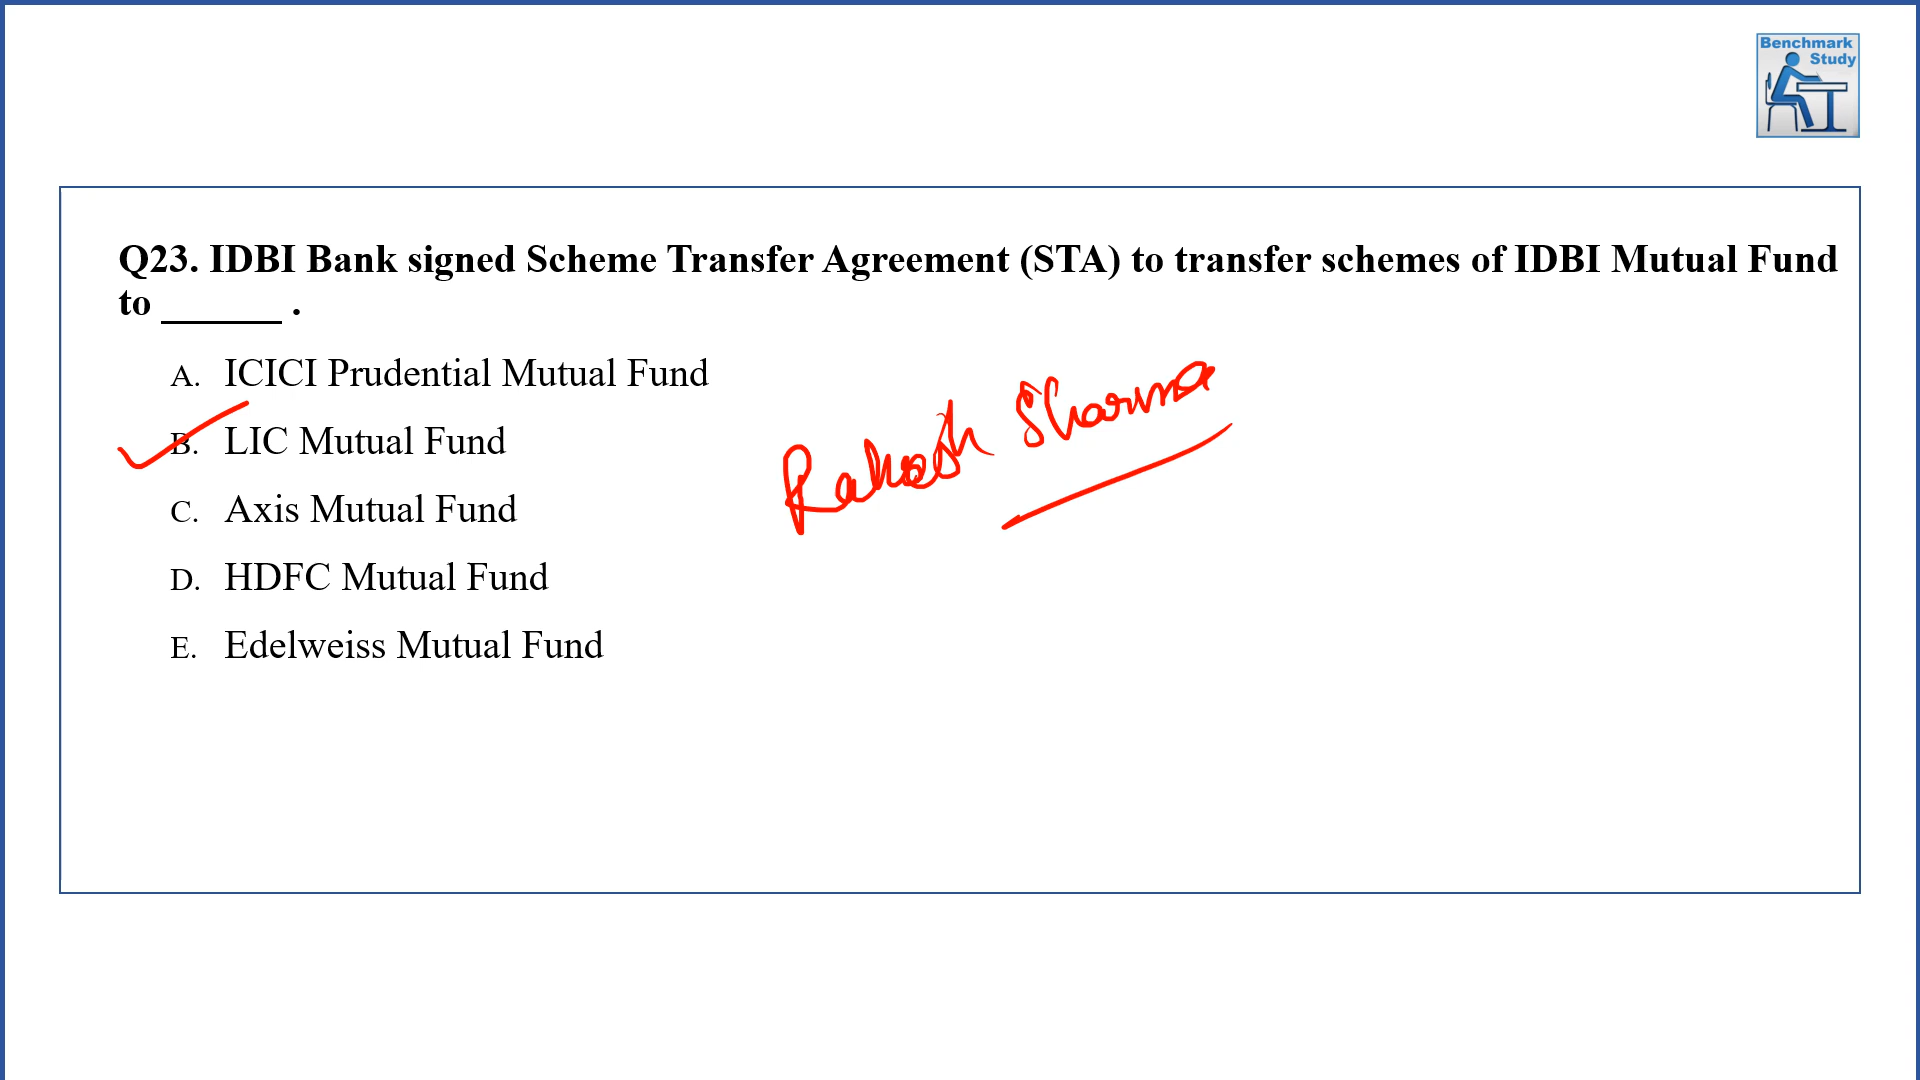 Benchmark
Study
Q23. IDBI Bank signed Scheme Transfer Agreement (STA) to transfer schemes of IDBI Mutual Fund
to ______ .
A. ICICI Prudential Mutual Fund
B. LIC Mutual Fund
C. Axis Mutual Fund
D. HDFC Mutual Fund
E. Edelweiss Mutual Fund
Sharma